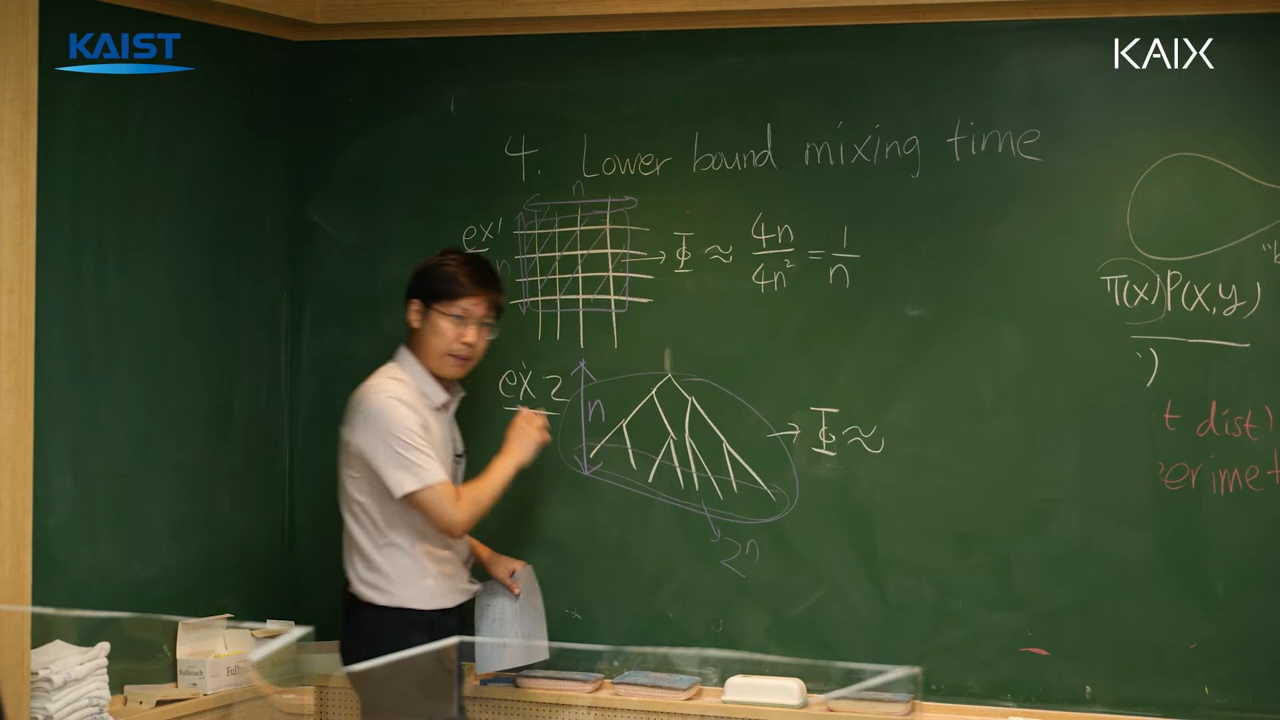 KAIST
KAIX
4. Lower bound mixing time
n
ex1
n
→ Φ ≈ 4n/4n² = 1/n
ex 2
n
→ Φ ≈
2n
π(x)P(x,y)
)
t dist)
erimet